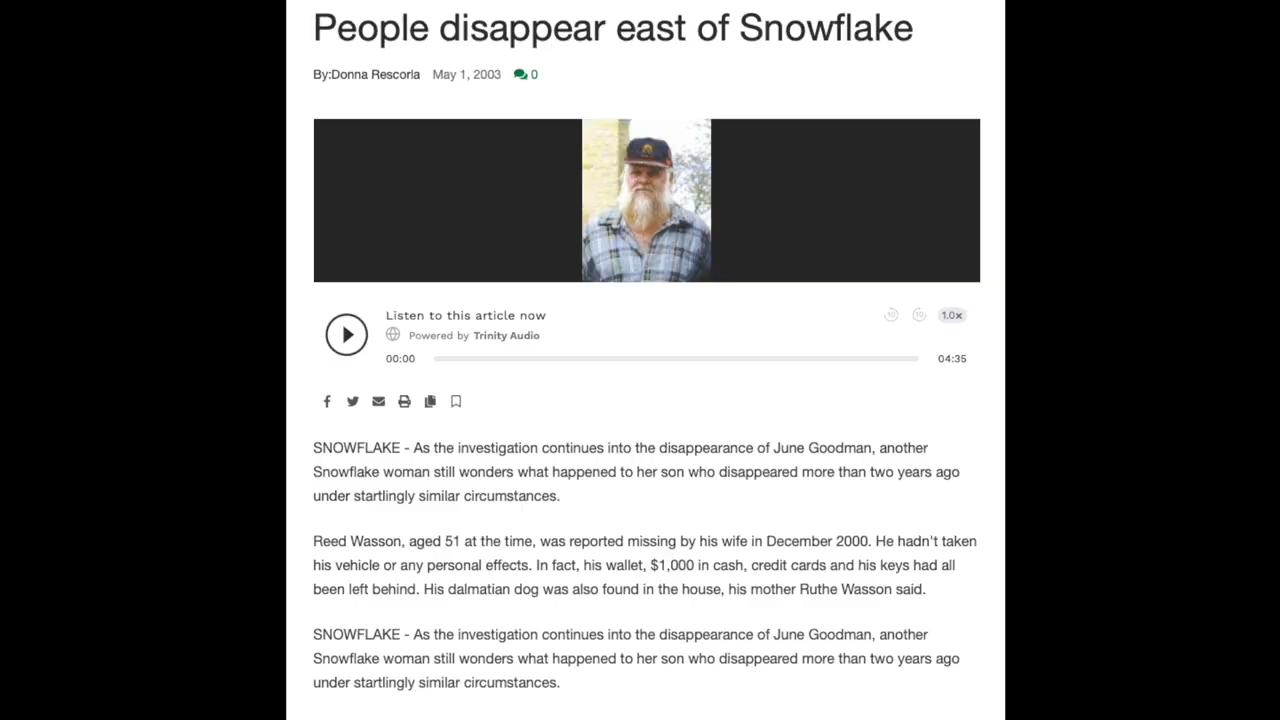 People disappear east of Snowflake
By:Donna Rescorla May 1, 2003 0
Listen to this article now
10 10 1.0x
Powered by Trinity Audio
00:00 04:35
SNOWFLAKE - As the investigation continues into the disappearance of June Goodman, another
Snowflake woman still wonders what happened to her son who disappeared more than two years ago
under startlingly similar circumstances.
Reed Wasson, aged 51 at the time, was reported missing by his wife in December 2000. He hadn't taken
his vehicle or any personal effects. In fact, his wallet, $1,000 in cash, credit cards and his keys had all
been left behind. His dalmatian dog was also found in the house, his mother Ruthe Wasson said.
SNOWFLAKE - As the investigation continues into the disappearance of June Goodman, another
Snowflake woman still wonders what happened to her son who disappeared more than two years ago
under startlingly similar circumstances.